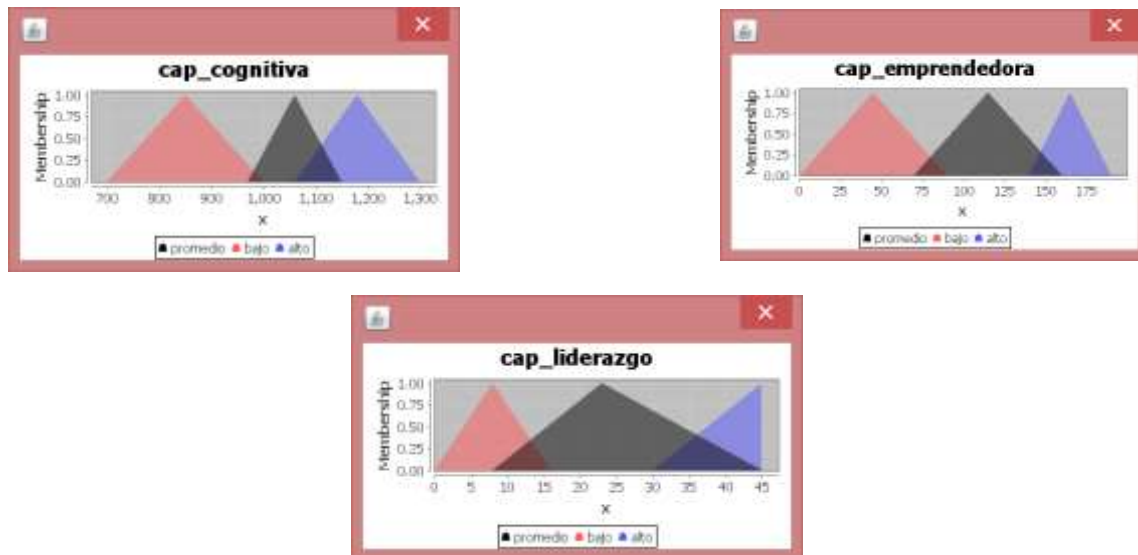 cap_cognitiva
Membership
1.00
0.75
0.50
0.25
0.00
700 800 900 1,000 1,100 1,200 1,300
x
promedio bajo alto
cap_emprendedora
Membership
1.00
0.75
0.50
0.25
0.00
0 25 50 75 100 125 150 175
x
promedio bajo alto
cap_liderazgo
Membership
1.00
0.75
0.50
0.25
0.00
0 5 10 15 20 25 30 35 40 45
x
promedio bajo alto